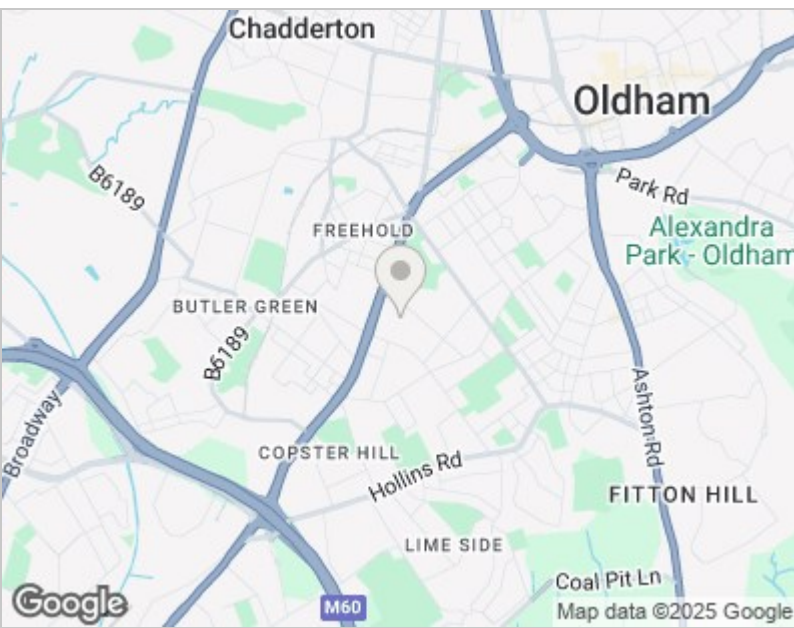 Chadderton
Oldham
B6189
Park Rd
Alexandra
Park - Oldham
FREEHOLD
BUTLER GREEN
B6189
Broadway
Ashton Rd
COPSTER HILL
Hollins Rd
FITTON HILL
LIME SIDE
Coal Pit Ln
Google
M60
Map data ©2025 Google